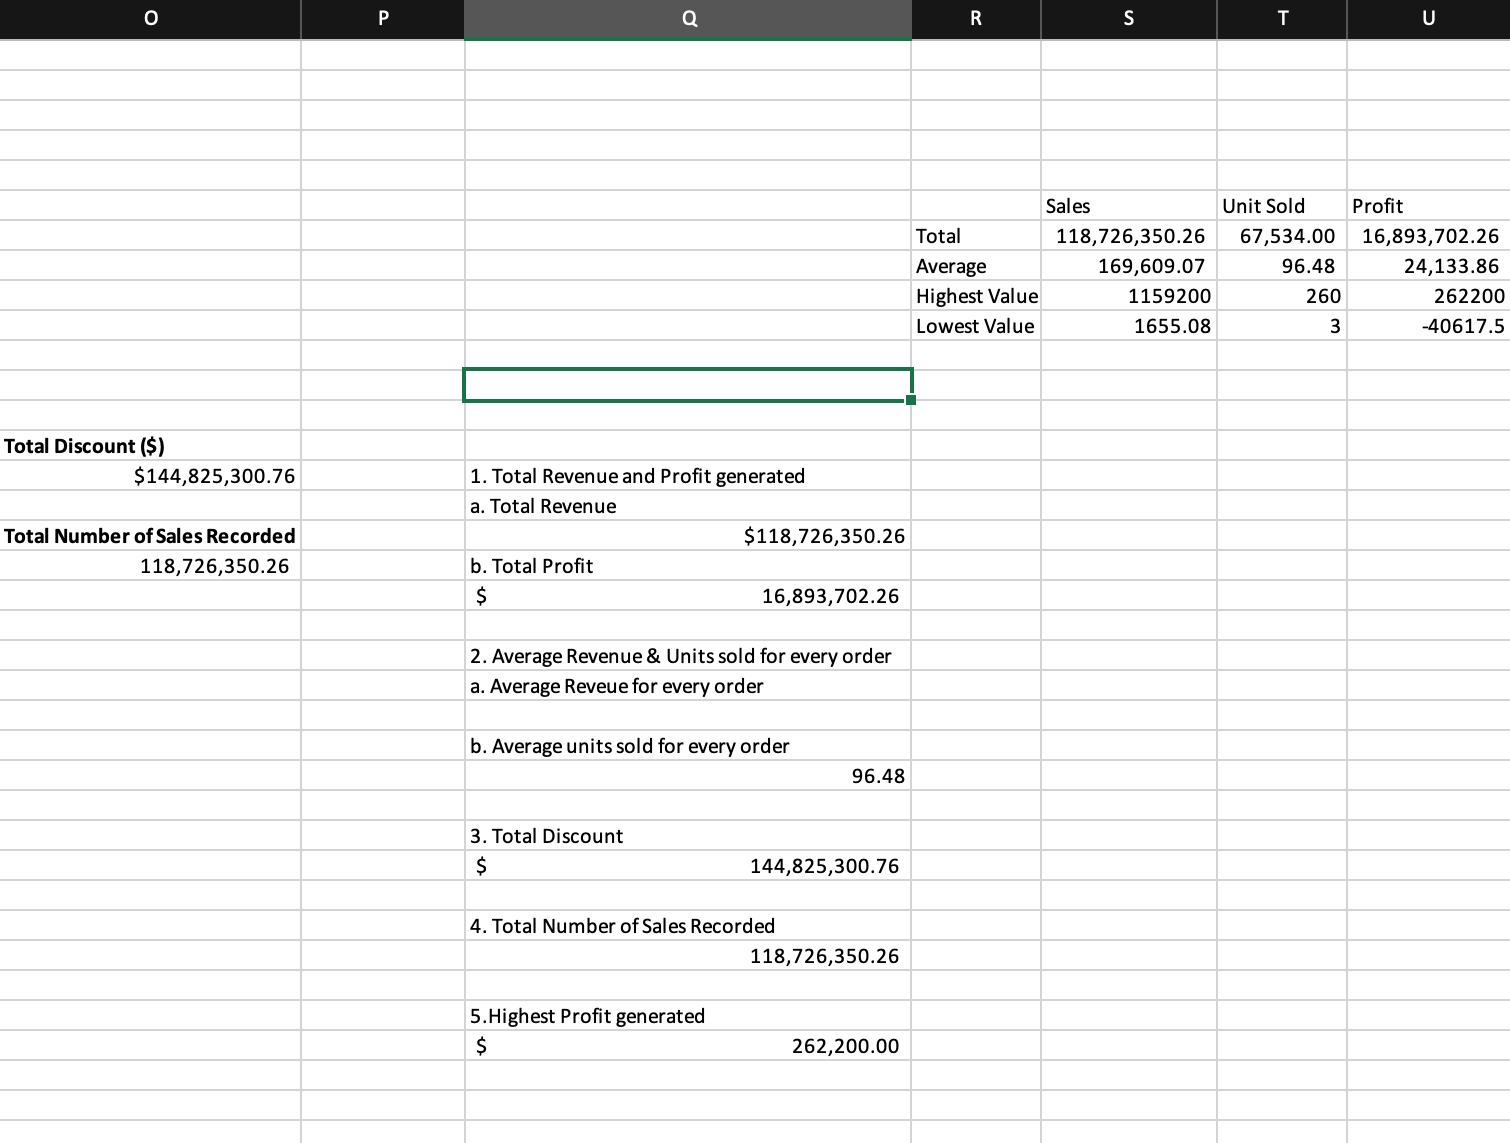 O P Q R S T U
Sales Unit Sold Profit
Total 118,726,350.26 67,534.00 16,893,702.26
Average 169,609.07 96.48 24,133.86
Highest Value 1159200 260 262200
Lowest Value 1655.08 3 -40617.5
Total Discount ($)
$144,825,300.76 1. Total Revenue and Profit generated
a. Total Revenue
Total Number of Sales Recorded $118,726,350.26
118,726,350.26 b. Total Profit
$ 16,893,702.26
2. Average Revenue & Units sold for every order
a. Average Reveue for every order
b. Average units sold for every order
96.48
3. Total Discount
$ 144,825,300.76
4. Total Number of Sales Recorded
118,726,350.26
5.Highest Profit generated
$ 262,200.00